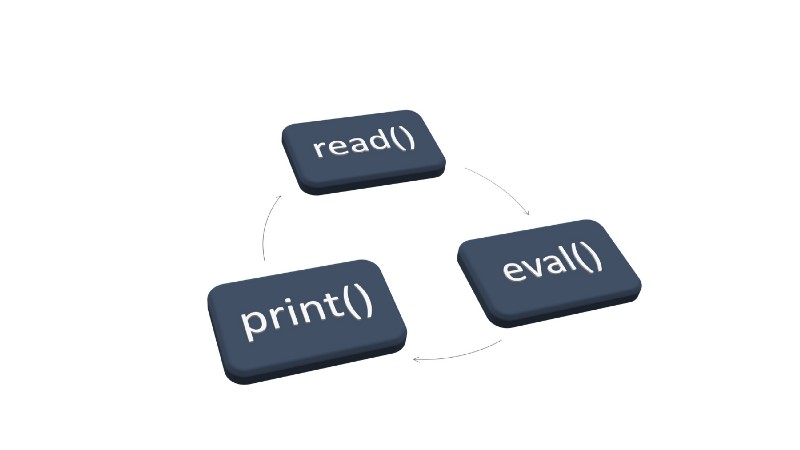 read()
eval()
print()